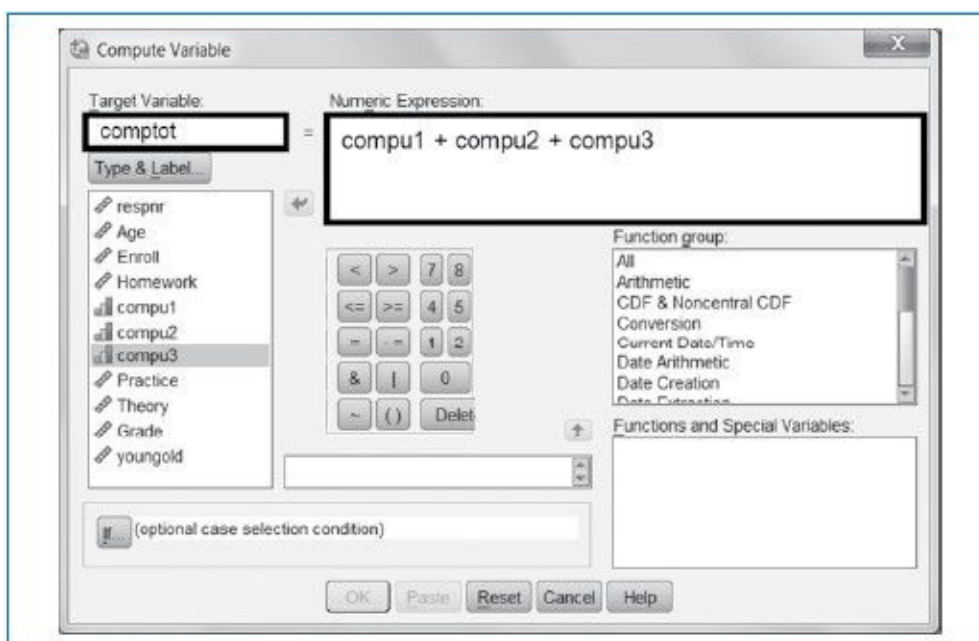 Compute Variable
X
Target Variable:
Numeric Expression:
comptot
=
compu1 + compu2 + compu3
Type & Label...
respnr
Age
Enroll
Homework
compu1
compu2
compu3
Practice
Theory
Grade
youngold
< > 7 8
<= >= 4 5
= ~= 1 2
& | 0
~ () Delet
Function group:
All
Arithmetic
CDF & Noncentral CDF
Conversion
Current Date/Time
Date Arithmetic
Date Creation
Date Extraction
Functions and Special Variables:
If... (optional case selection condition)
OK Paste Reset Cancel Help